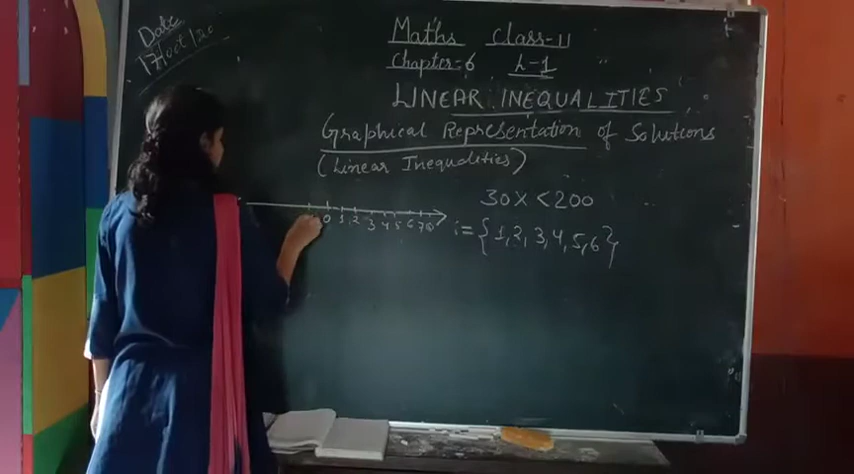 Date
17/Oct/20
Maths Class-11
Chapter-6 L-1
LINEAR INEQUALITIES
Graphical Representation of Solutions
(Linear Inequalities)
30x < 200
0 1 2 3 4 5 6 7 8
i = {1, 2, 3, 4, 5, 6}